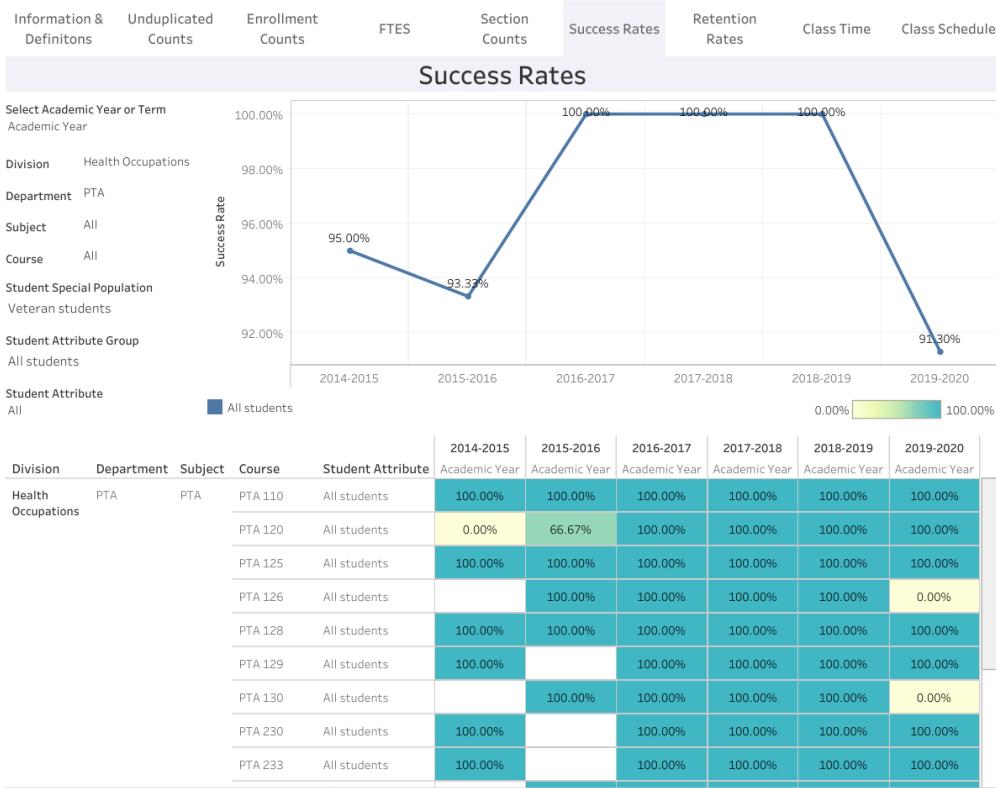 Information & Definitons
Unduplicated Counts
Enrollment Counts
FTES
Section Counts
Success Rates
Retention Rates
Class Time
Class Schedule
Success Rates
Select Academic Year or Term
Academic Year
Division Health Occupations
Department PTA
Subject All
Course All
Student Special Population
Veteran students
Student Attribute Group
All students
Student Attribute
All
Success Rate
100.00%
98.00%
96.00%
94.00%
92.00%
95.00%
93.33%
100.00%
100.00%
100.00%
91.30%
2014-2015 2015-2016 2016-2017 2017-2018 2018-2019 2019-2020
All students
0.00% 100.00%
2014-2015 2015-2016 2016-2017 2017-2018 2018-2019 2019-2020
Division Department Subject Course Student Attribute Academic Year Academic Year Academic Year Academic Year Academic Year Academic Year
Health Occupations PTA PTA PTA 110 All students 100.00% 100.00% 100.00% 100.00% 100.00% 100.00%
PTA 120 All students 0.00% 66.67% 100.00% 100.00% 100.00% 100.00%
PTA 125 All students 100.00% 100.00% 100.00% 100.00% 100.00% 100.00%
PTA 126 All students 100.00% 100.00% 100.00% 100.00% 0.00%
PTA 128 All students 100.00% 100.00% 100.00% 100.00% 100.00% 100.00%
PTA 129 All students 100.00% 100.00% 100.00% 100.00% 100.00%
PTA 130 All students 100.00% 100.00% 100.00% 100.00% 0.00%
PTA 230 All students 100.00% 100.00% 100.00% 100.00% 100.00%
PTA 233 All students 100.00% 100.00% 100.00% 100.00% 100.00%